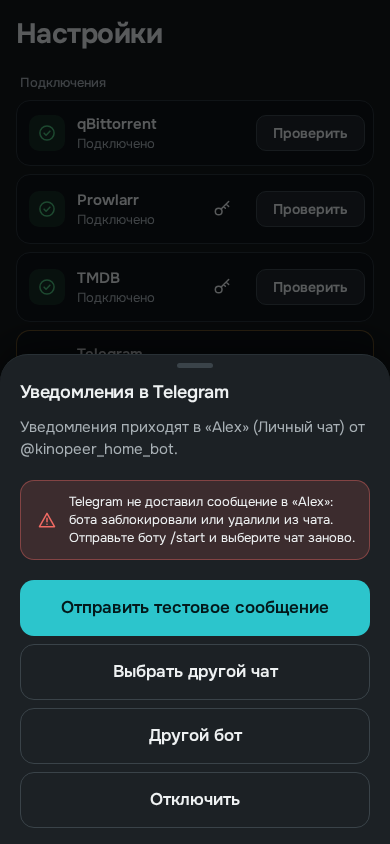 Настройки
Подключения
qBittorrent
Подключено
Проверить
Prowlarr
Подключено
Проверить
TMDB
Подключено
Проверить
Telegram
Уведомления в Telegram
Уведомления приходят в «Alex» (Личный чат) от
@kinopeer_home_bot.
Telegram не доставил сообщение в «Alex»:
бота заблокировали или удалили из чата.
Отправьте боту /start и выберите чат заново.
Отправить тестовое сообщение
Выбрать другой чат
Другой бот
Отключить